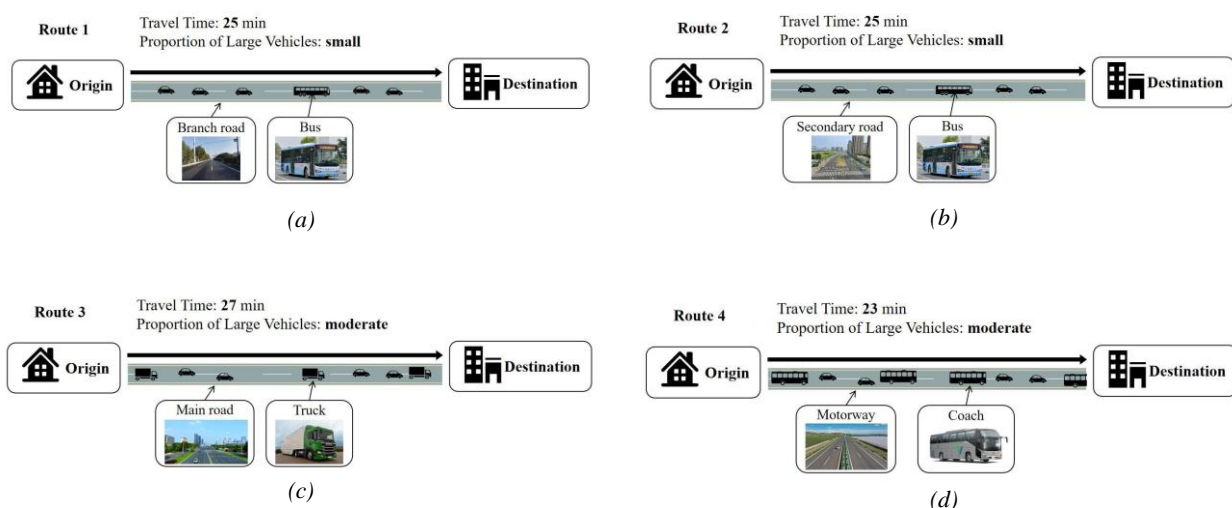 Route 1
Travel Time: 25 min
Proportion of Large Vehicles: small
Origin
Destination
Branch road
Bus
(a)
Route 2
Travel Time: 25 min
Proportion of Large Vehicles: small
Origin
Destination
Secondary road
Bus
(b)
Route 3
Travel Time: 27 min
Proportion of Large Vehicles: moderate
Origin
Destination
Main road
Truck
(c)
Route 4
Travel Time: 23 min
Proportion of Large Vehicles: moderate
Origin
Destination
Motorway
Coach
(d)